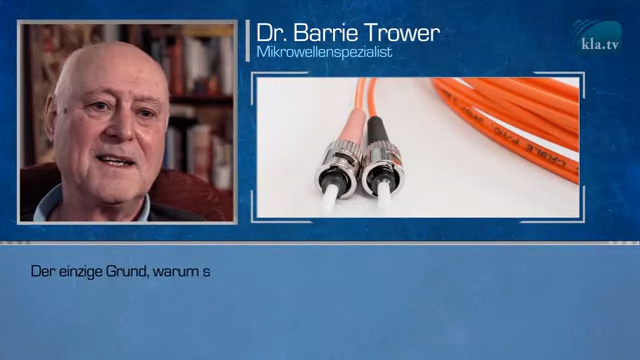 Dr. Barrie Trower
Mikrowellenspezialist
kla.tv
Der einzige Grund, warum s